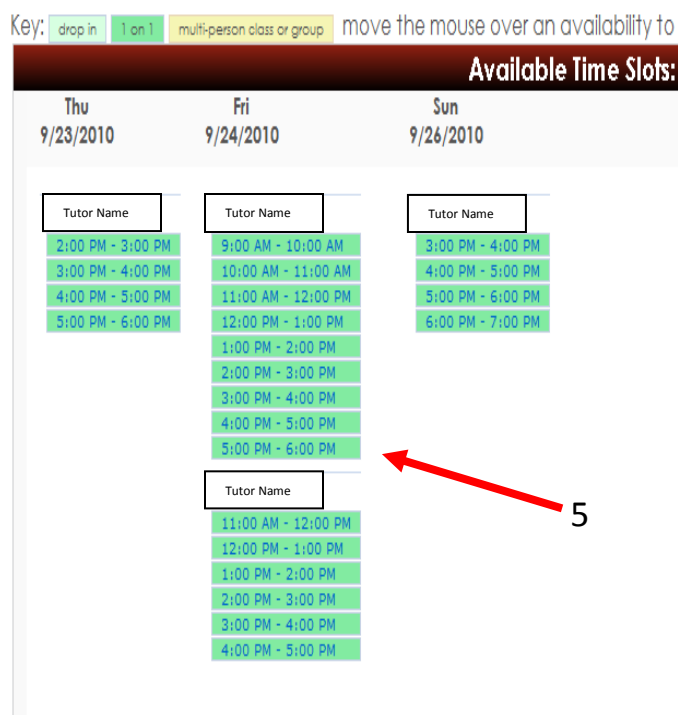 Key: drop in 1 on 1 multi-person class or group move the mouse over an availability to
Available Time Slots:
Thu
9/23/2010
Tutor Name
2:00 PM - 3:00 PM
3:00 PM - 4:00 PM
4:00 PM - 5:00 PM
5:00 PM - 6:00 PM
Fri
9/24/2010
Tutor Name
9:00 AM - 10:00 AM
10:00 AM - 11:00 AM
11:00 AM - 12:00 PM
12:00 PM - 1:00 PM
1:00 PM - 2:00 PM
2:00 PM - 3:00 PM
3:00 PM - 4:00 PM
4:00 PM - 5:00 PM
5:00 PM - 6:00 PM
Tutor Name
11:00 AM - 12:00 PM
12:00 PM - 1:00 PM
1:00 PM - 2:00 PM
2:00 PM - 3:00 PM
3:00 PM - 4:00 PM
4:00 PM - 5:00 PM
Sun
9/26/2010
Tutor Name
3:00 PM - 4:00 PM
4:00 PM - 5:00 PM
5:00 PM - 6:00 PM
6:00 PM - 7:00 PM
5